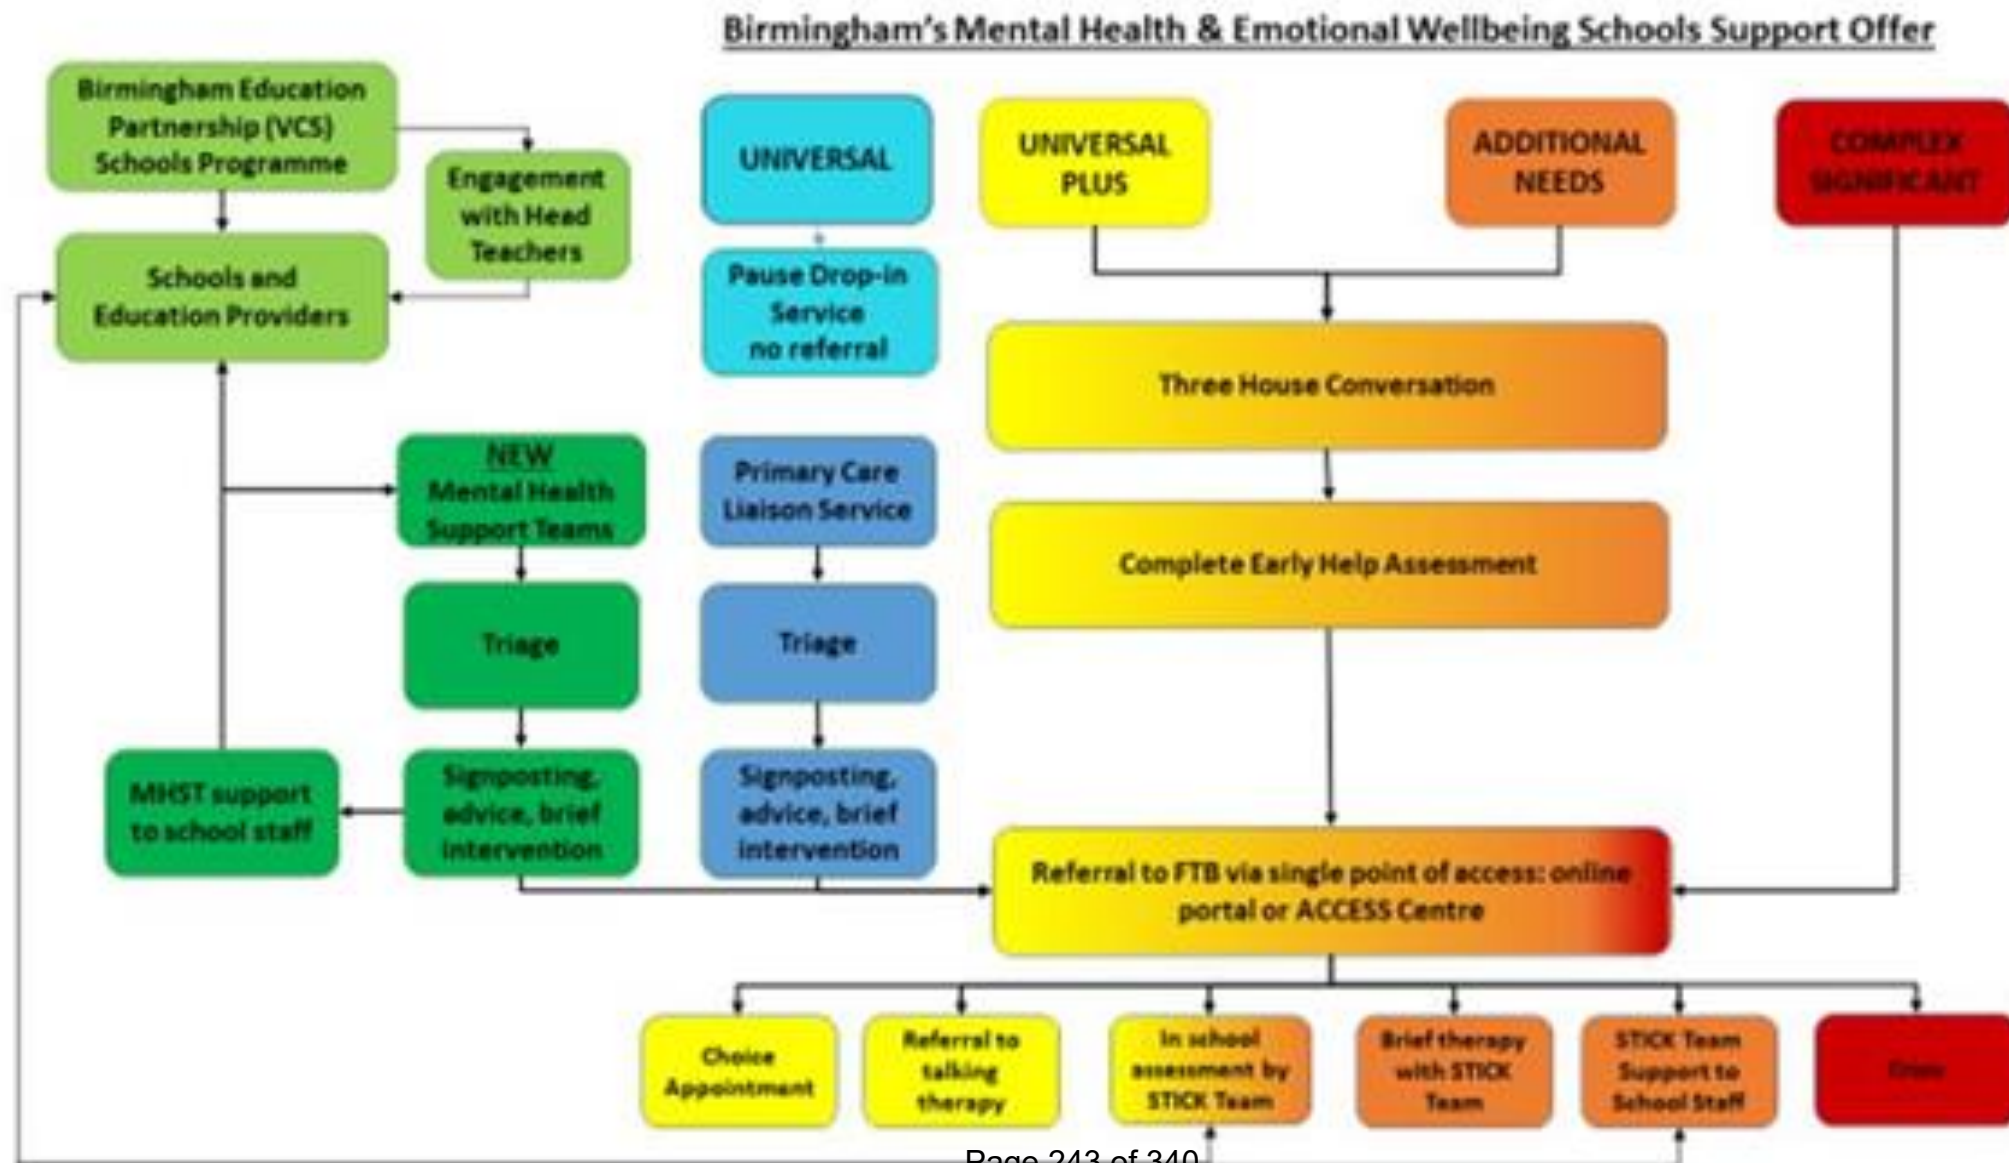 Birmingham's Mental Health & Emotional Wellbeing Schools Support Offer
Birmingham Education
Partnership (VCS)
Schools Programme
Engagement
with Head
Teachers
Schools and
Education Providers
UNIVERSAL
Pause Drop-in
Service
no referral
UNIVERSAL
PLUS
ADDITIONAL
NEEDS
COMPLEX
SIGNIFICANT
Three House Conversation
Complete Early Help Assessment
NEW
Mental Health
Support Teams
Triage
Signposting,
advice, brief
intervention
MHST support
to school staff
Primary Care
Liaison Service
Triage
Signposting,
advice, brief
intervention
Referral to FTB via single point of access: online
portal or ACCESS Centre
Choice
Appointment
Referral to
talking
therapy
In school
assessment by
STICK Team
Brief therapy
with STICK
Team
STICK Team
Support to
School Staff
Page 243 of 340